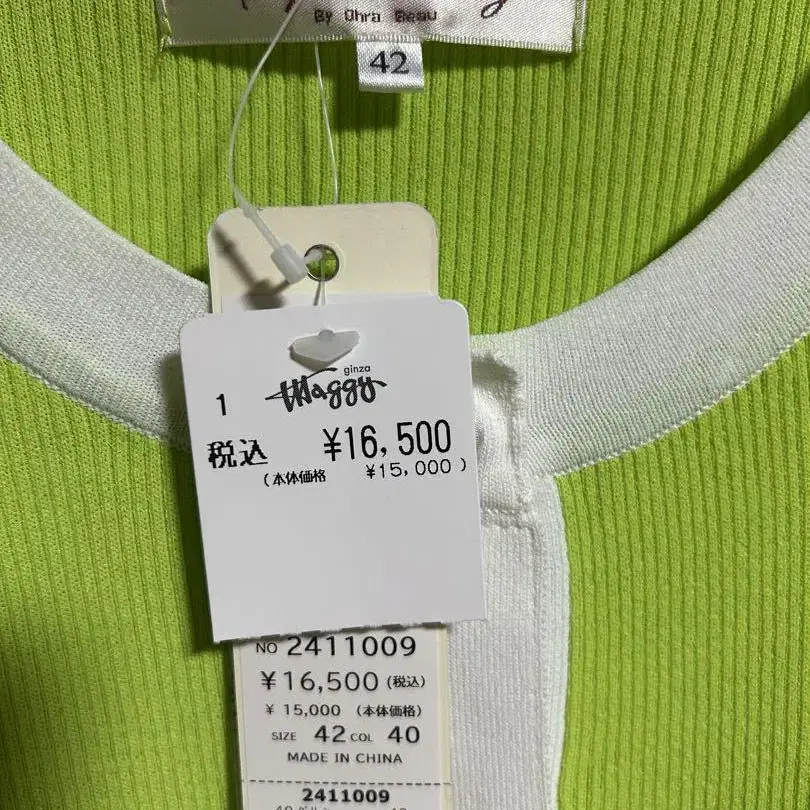 By Ohra Beau
42
ginza
Maggy
1
税込 ¥16,500
(本体価格 ¥15,000)
NO 2411009
¥16,500(税込)
¥ 15,000 (本体価格)
SIZE 42 COL 40
MADE IN CHINA
2411009